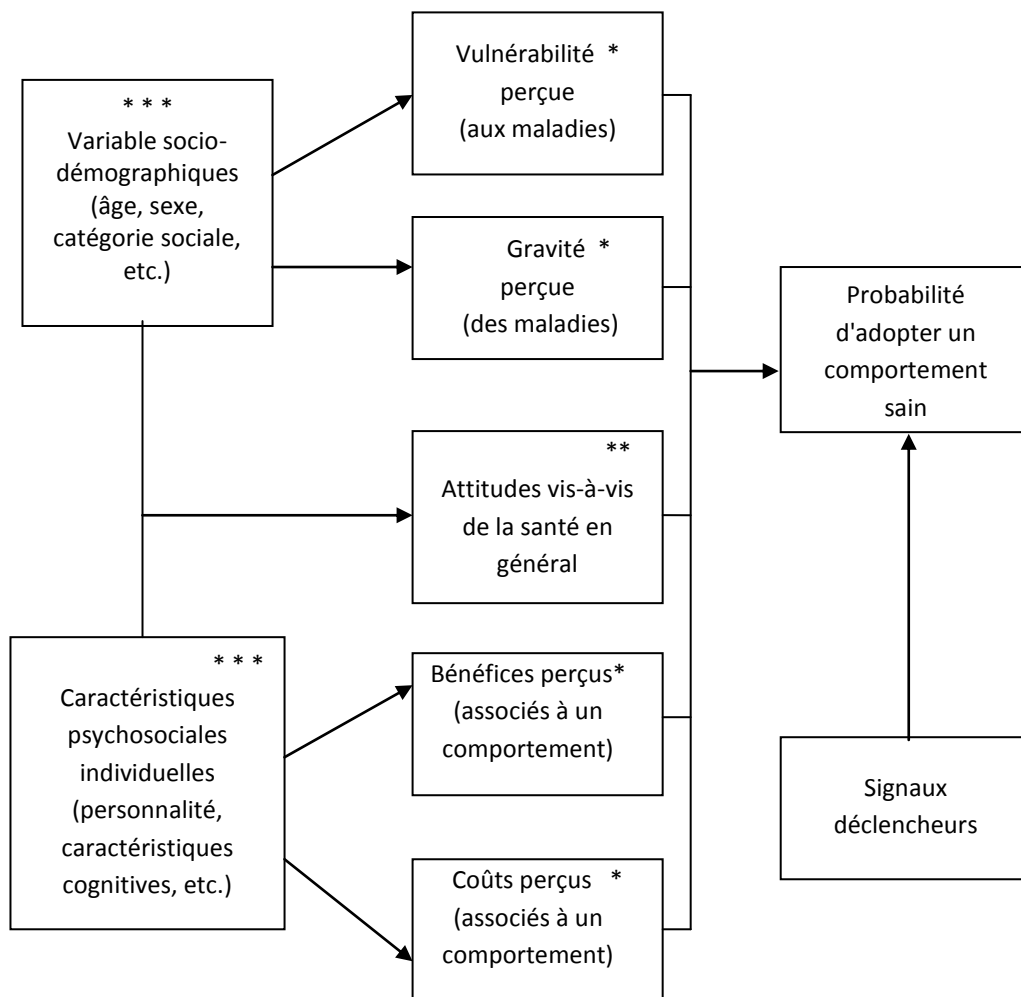 * * *
Variable socio-
démographiques
(âge, sexe,
catégorie sociale,
etc.)
* * *
Caractéristiques
psychosociales
individuelles
(personnalité,
caractéristiques
cognitives, etc.)
Vulnérabilité *
perçue
(aux maladies)
Gravité *
perçue
(des maladies)
**
Attitudes vis-à-vis
de la santé en
général
Bénéfices perçus*
(associés à un
comportement)
Coûts perçus *
(associés à un
comportement)
Probabilité
d'adopter un
comportement
sain
Signaux
déclencheurs